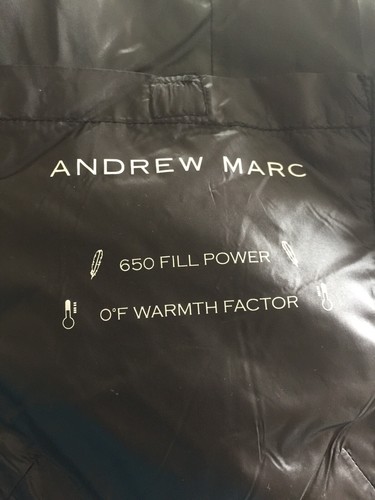 ANDREW MARC
650 FILL POWER
0°F WARMTH FACTOR